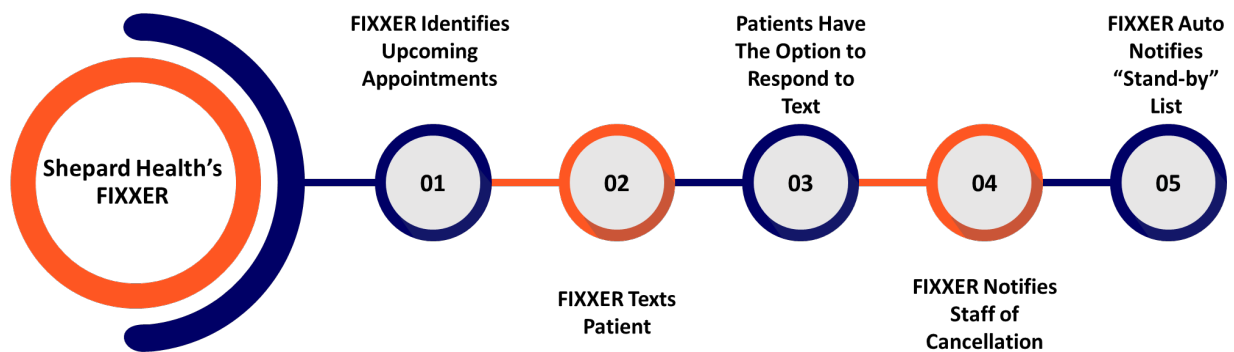 Shepard Health's
FIXXER
FIXXER Identifies
Upcoming
Appointments
01
02
FIXXER Texts
Patient
Patients Have
The Option to
Respond to
Text
03
04
FIXXER Notifies
Staff of
Cancellation
FIXXER Auto
Notifies
“Stand-by”
List
05